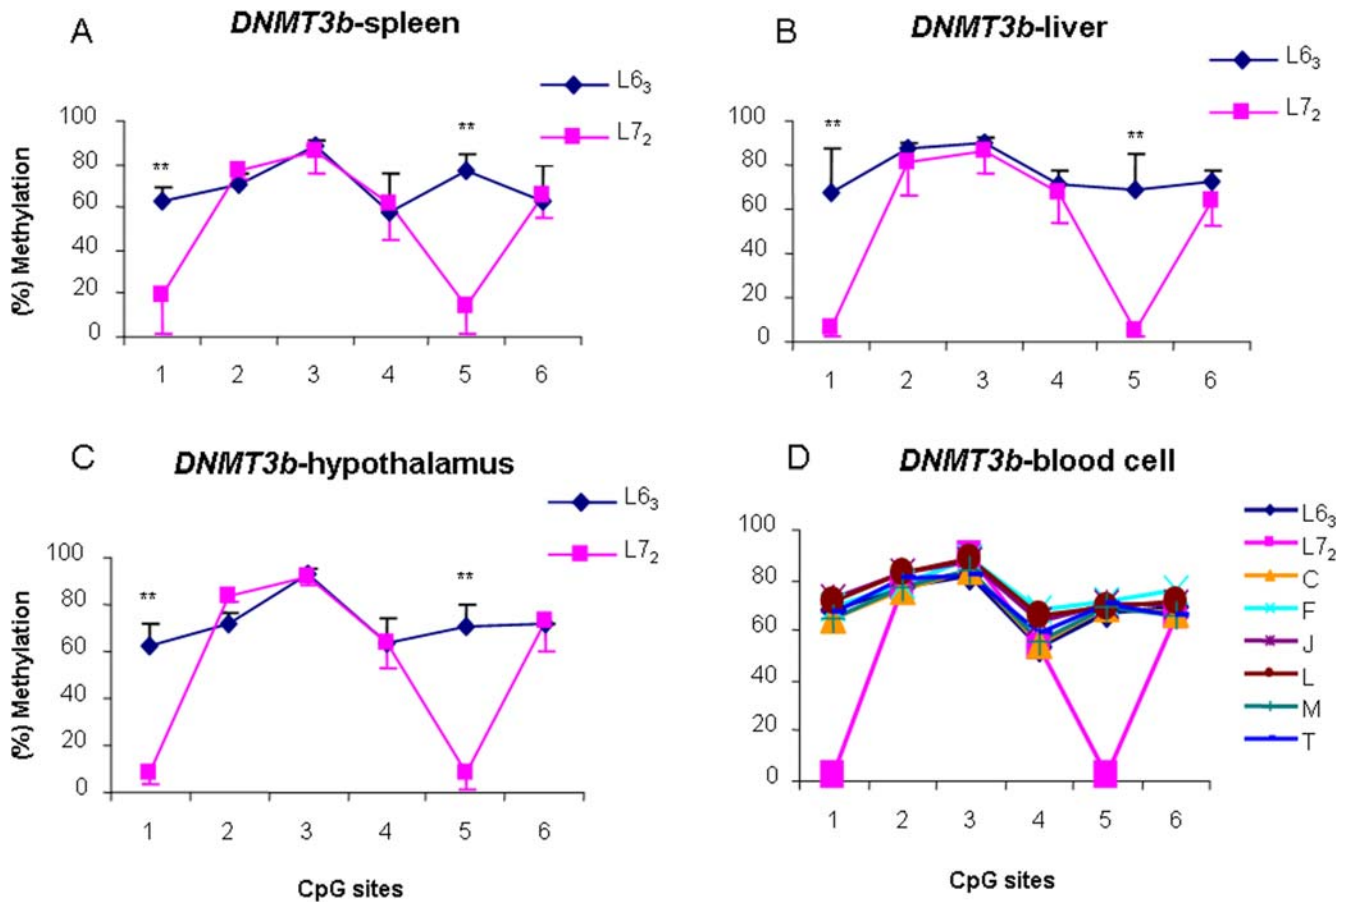 A
DNMT3b-spleen
L6₃
L7₂
(%) Methylation
100
80
60
40
20
0
**
**
1 2 3 4 5 6
B
DNMT3b-liver
L6₃
L7₂
100
80
60
40
20
0
**
**
1 2 3 4 5 6
C
DNMT3b-hypothalamus
L6₃
L7₂
(%) Methylation
100
80
60
40
20
0
**
**
1 2 3 4 5 6
CpG sites
D
DNMT3b-blood cell
L6₃
L7₂
C
F
J
L
M
T
100
80
60
40
20
0
1 2 3 4 5 6
CpG sites